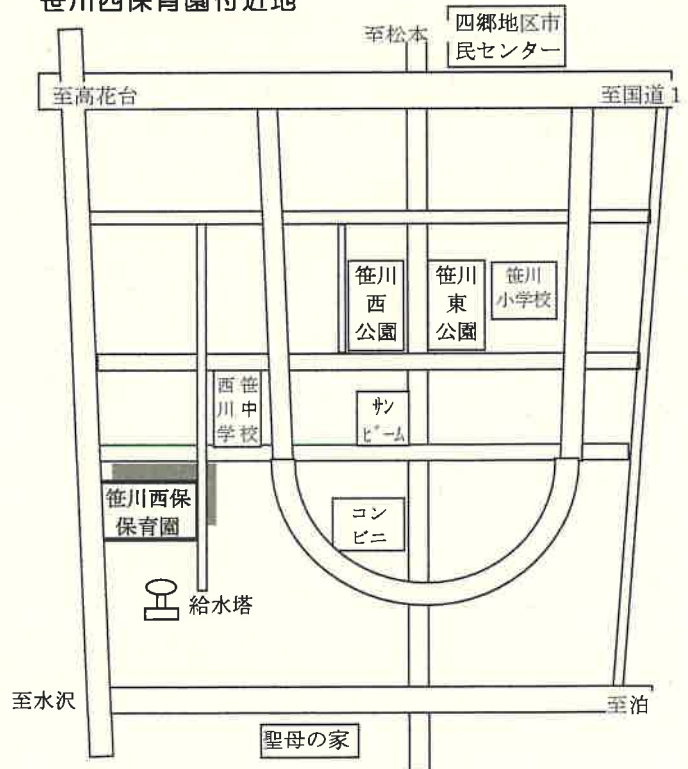 笹川西保育園付近地
至松本
四郷地区市
民センター
至高花台
至国道1
笹川
西
公園
笹川
東
公園
笹川
小学校
西笹
川中
学校
サン
ビーム
笹川西保
保育園
コン
ビニ
給水塔
至水沢
至泊
聖母の家